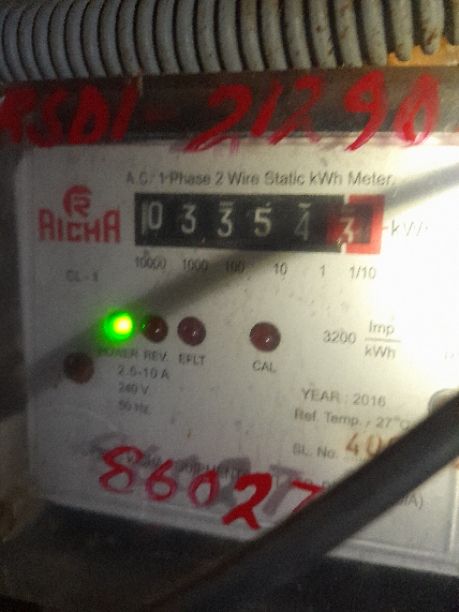 RSDI-21290
A.C. 1-Phase 2 Wire Static kWh Meter
R
RICHA
0 3 3 5 4 3
kWh
10000 1000 100 10 1 1/10
CL - 1
POWER REV. EFLT CAL
3200 Imp
kWh
2.5-10 A
240 V
50 Hz
YEARː 2016
Ref. Temp. - 27°C
SL. No.
86027